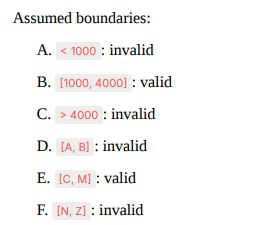 Assumed boundaries:
A. < 1000 : invalid
B. [1000, 4000] : valid
C. > 4000 : invalid
D. [A, B] : invalid
E. [C, M] : valid
F. [N, Z] : invalid